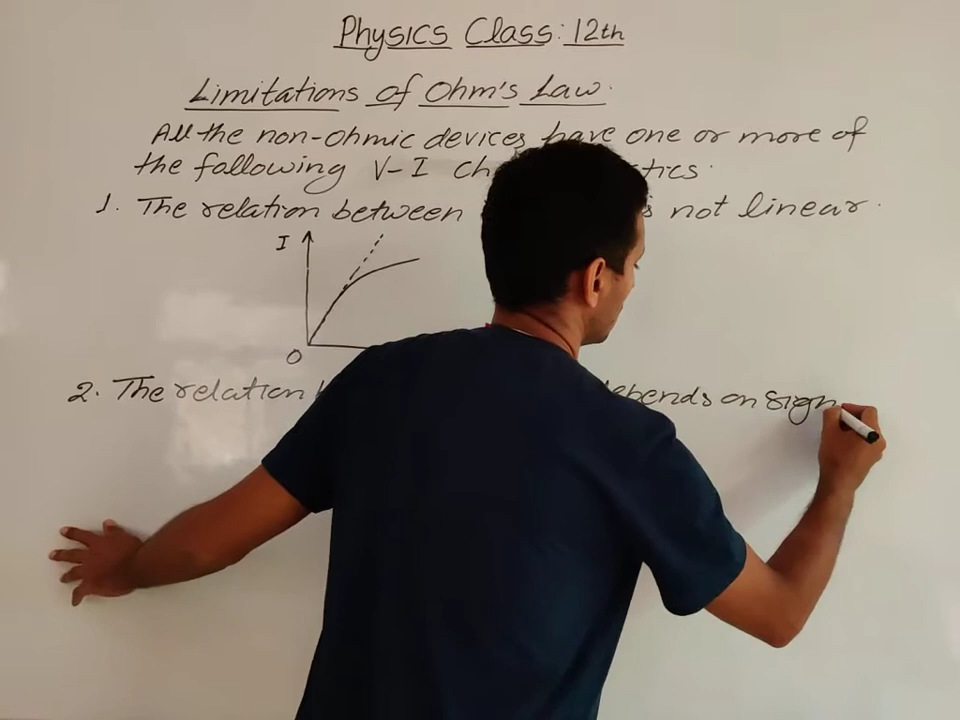 Physics Class: 12th
Limitations of Ohm's Law.
All the non-ohmic devices have one or more of
the following V-I
1. The relation between not linear.
I
O
2. The relation depends on sign